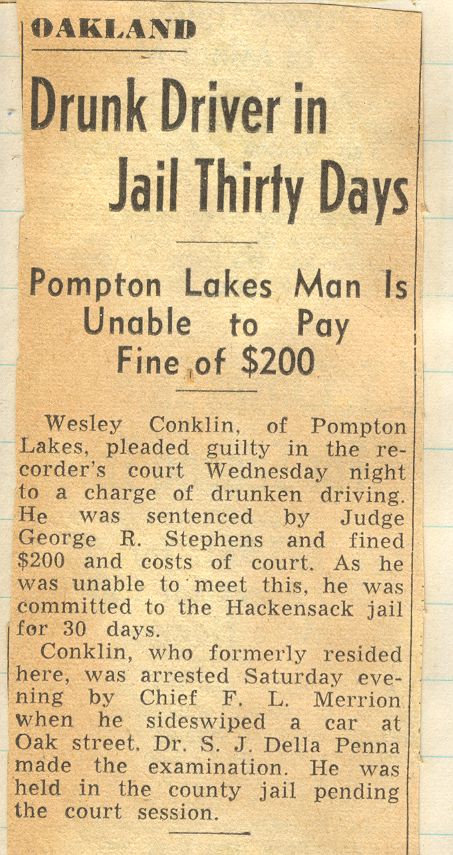 OAKLAND
Drunk Driver in
Jail Thirty Days
Pompton Lakes Man Is
Unable to Pay
Fine of $200
Wesley Conklin, of Pompton
Lakes, pleaded guilty in the re-
corder's court Wednesday night
to a charge of drunken driving.
He was sentenced by Judge
George R. Stephens and fined
$200 and costs of court. As he
was unable to meet this, he was
committed to the Hackensack jail
for 30 days.
Conklin, who formerly resided
here, was arrested Saturday eve-
ning by Chief F. L. Merrion
when he sideswiped a car at
Oak street. Dr. S. J. Della Penna
made the examination. He was
held in the county jail pending
the court session.